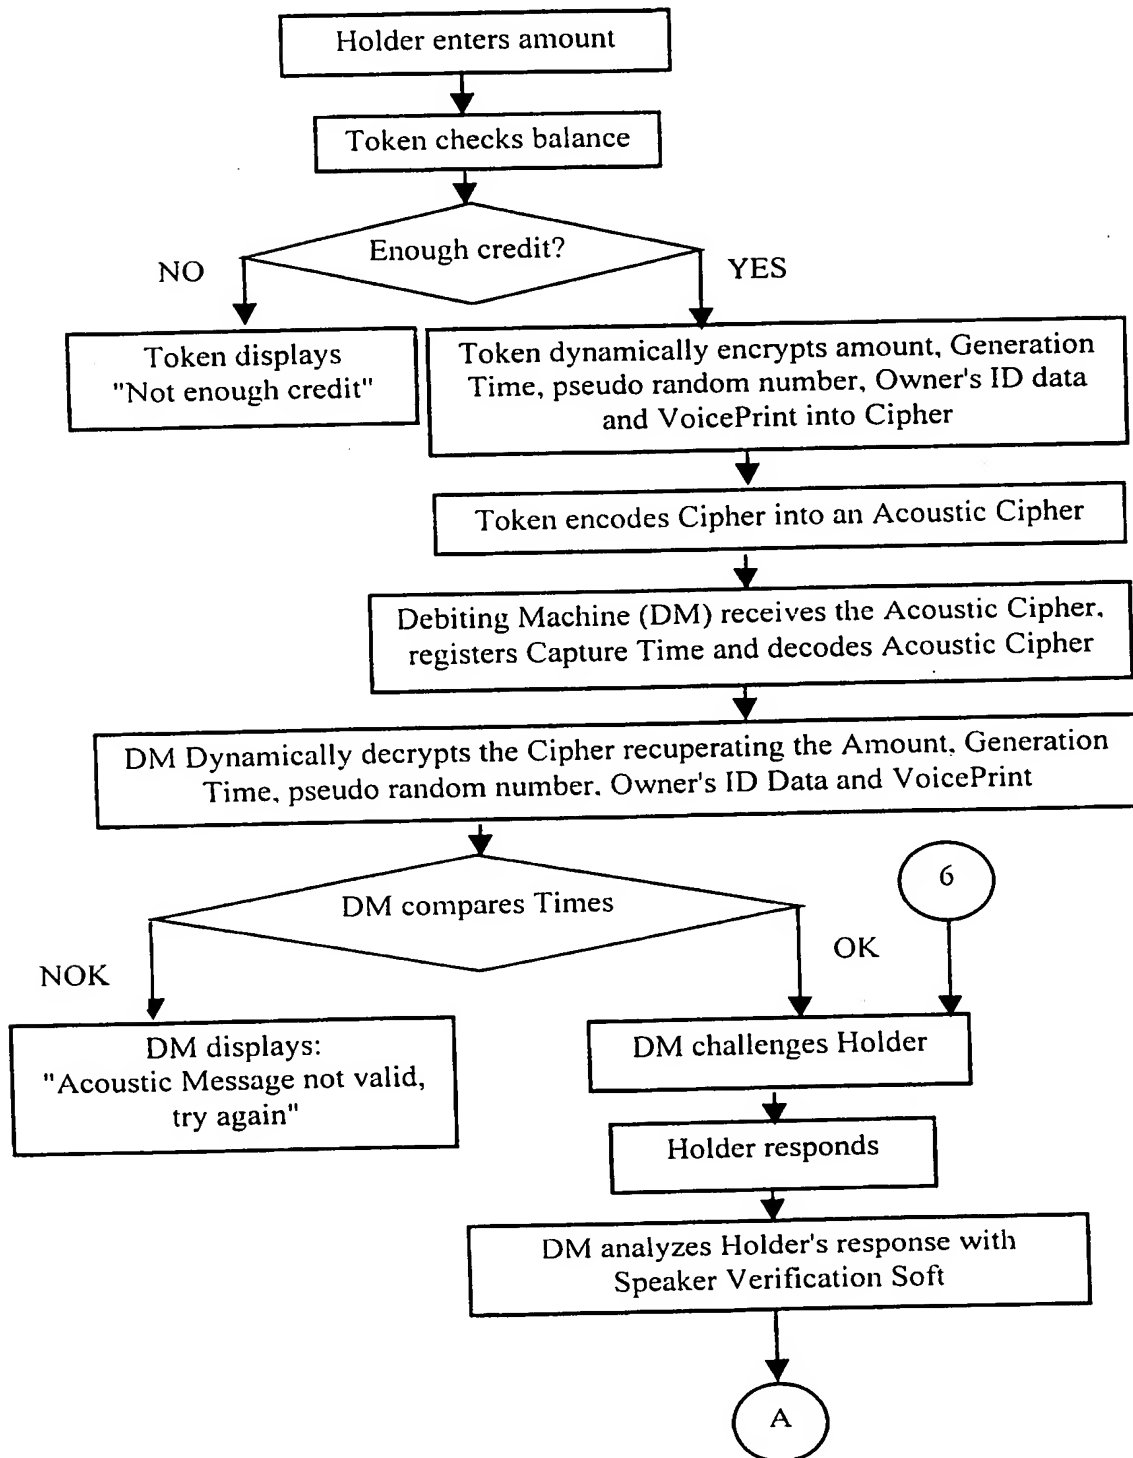 Holder enters amount
Token checks balance
Enough credit?
NO
YES
Token displays
"Not enough credit"
Token dynamically encrypts amount, Generation
Time, pseudo random number, Owner's ID data
and VoicePrint into Cipher
Token encodes Cipher into an Acoustic Cipher
Debiting Machine (DM) receives the Acoustic Cipher,
registers Capture Time and decodes Acoustic Cipher
DM Dynamically decrypts the Cipher recuperating the Amount, Generation
Time, pseudo random number, Owner's ID Data and VoicePrint
DM compares Times
6
NOK
OK
DM displays:
"Acoustic Message not valid,
try again"
DM challenges Holder
Holder responds
DM analyzes Holder's response with
Speaker Verification Soft
A